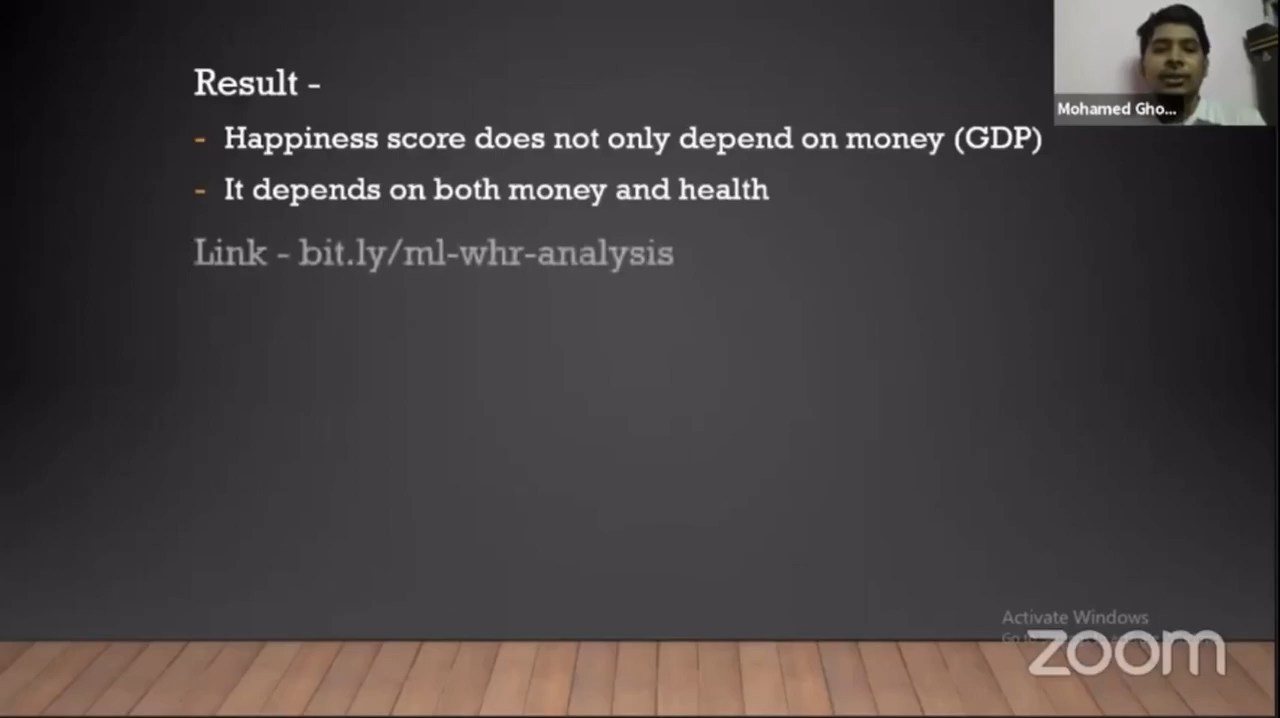 Result -
- Happiness score does not only depend on money (GDP)
- It depends on both money and health
Link - bit.ly/ml-whr-analysis
Mohamed Gho...
Activate Windows
zoom